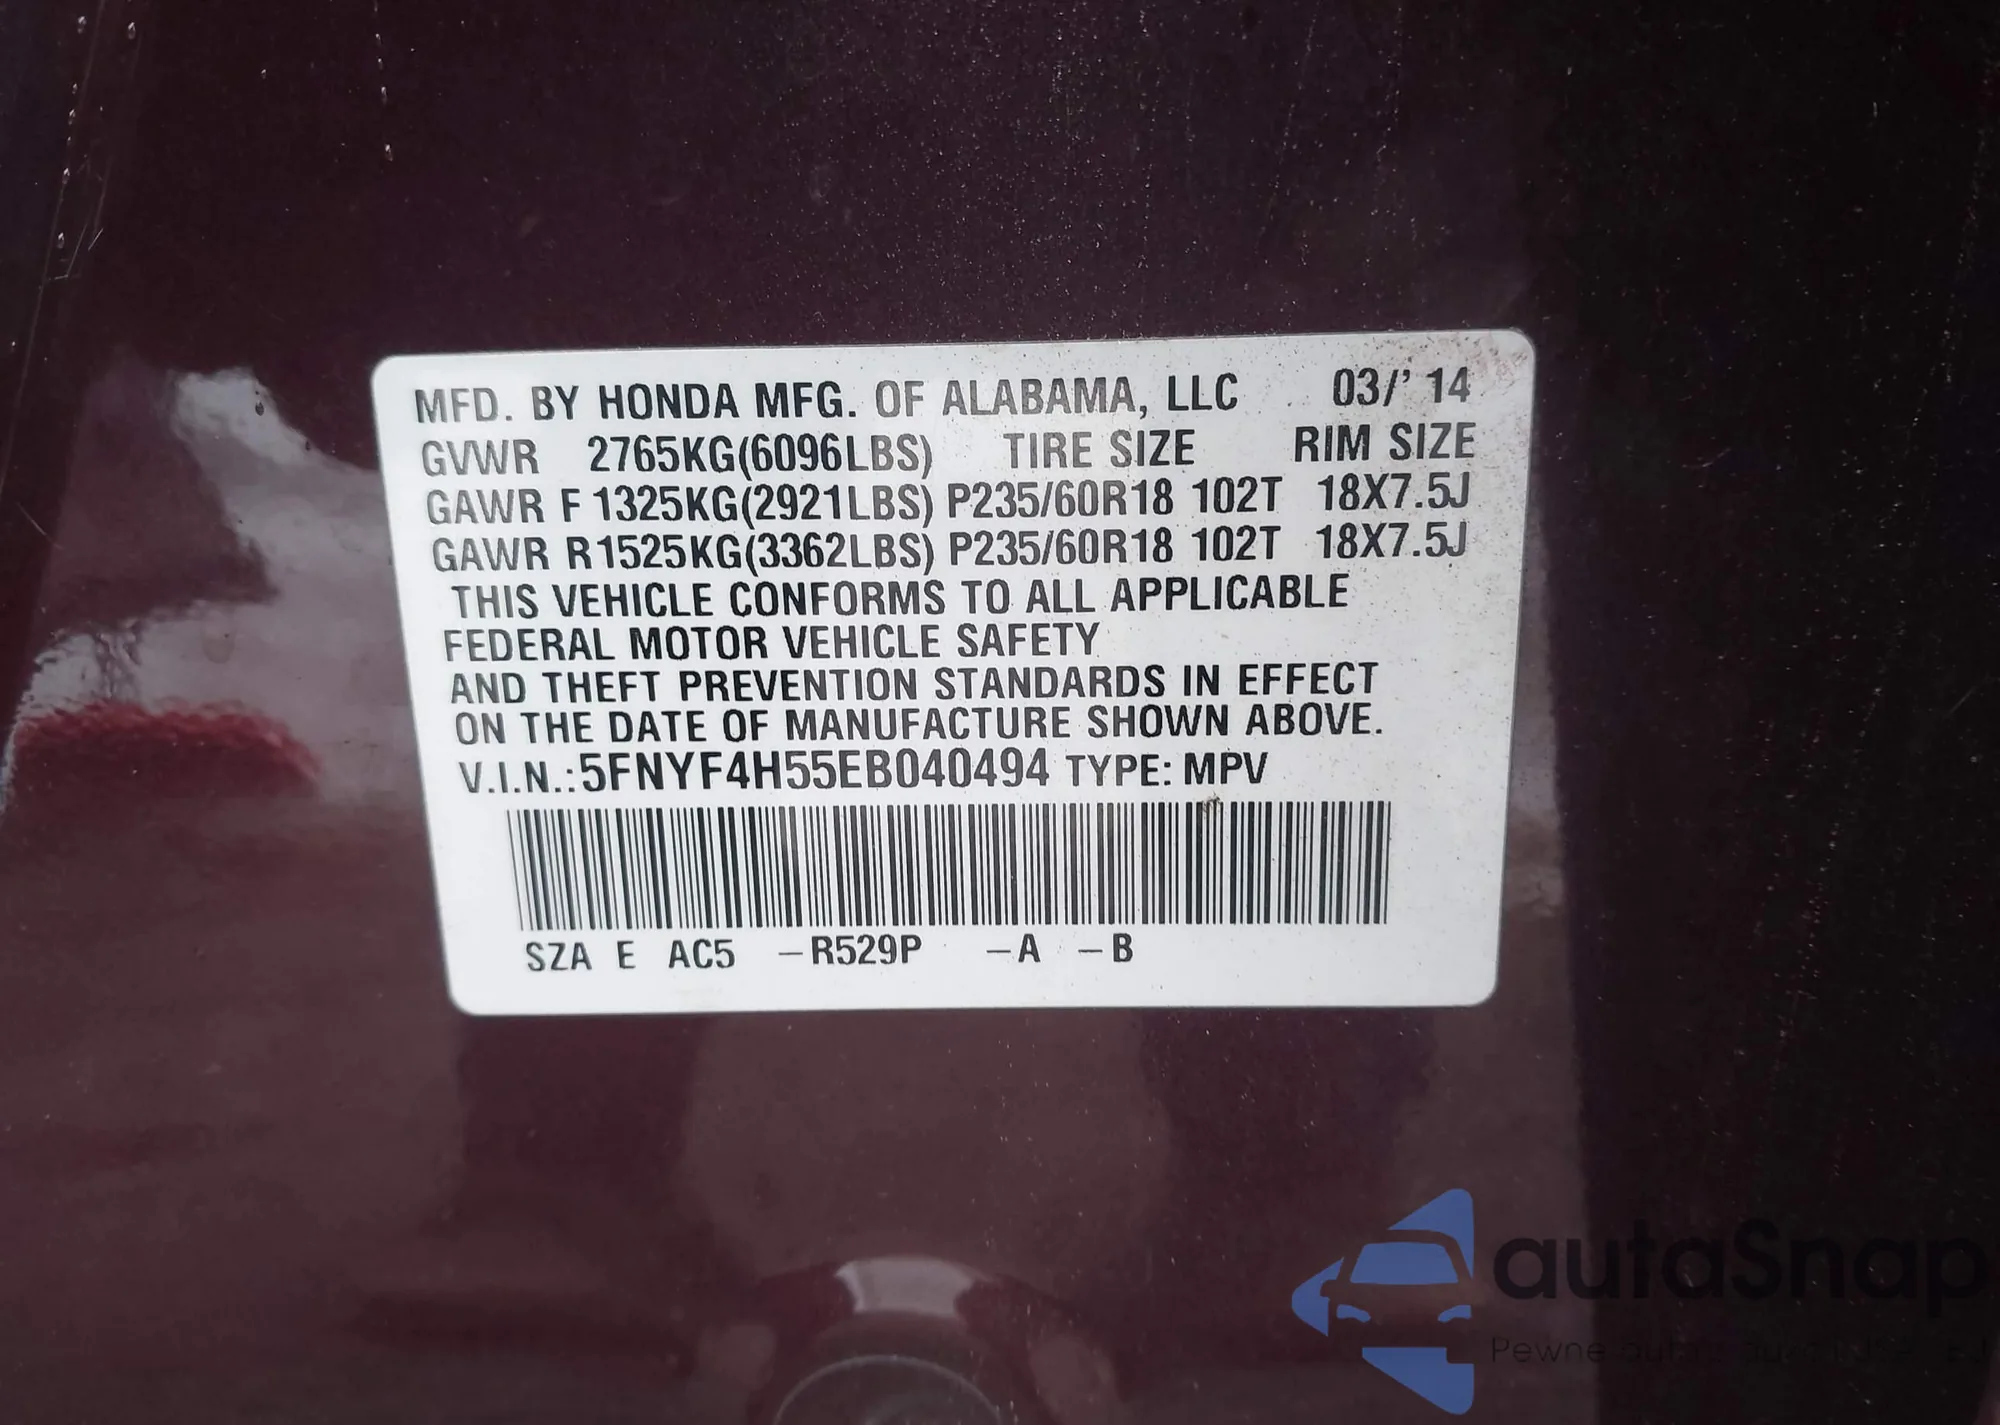 MFD. BY HONDA MFG. OF ALABAMA, LLC 03/' 14
GVWR 2765KG(6096LBS) TIRE SIZE RIM SIZE
GAWR F 1325KG(2921LBS) P235/60R18 102T 18X7.5J
GAWR R1525KG(3362LBS) P235/60R18 102T 18X7.5J
THIS VEHICLE CONFORMS TO ALL APPLICABLE
FEDERAL MOTOR VEHICLE SAFETY
AND THEFT PREVENTION STANDARDS IN EFFECT
ON THE DATE OF MANUFACTURE SHOWN ABOVE.
V.I.N.:5FNYF4H55EB040494 TYPE: MPV
SZA E AC5 -R529P -A -B
autaSnap
Pewne